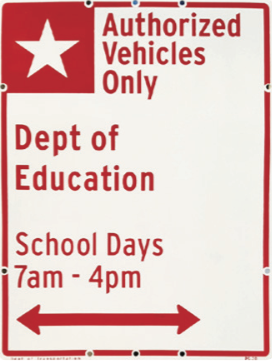 Authorized
Vehicles
Only
Dept of
Education
School Days
7am - 4pm